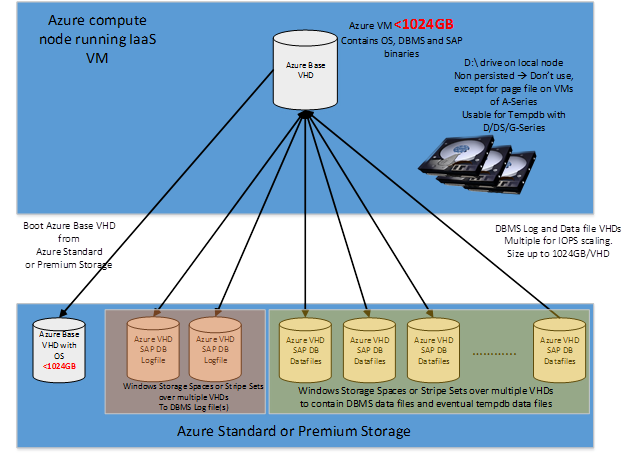 Azure compute
node running IaaS
VM
Azure VM <1024GB
Contains OS, DBMS and SAP
binaries
Azure Base
VHD
D:\ drive on local node
Non persisted → Don't use,
except for page file on VMs
of A-Series
Usable for Tempdb with
D/DS/G-Series
Boot Azure Base VHD
from
Azure Standard
or Premium Storage
DBMS Log and Data file VHDs
Multiple for IOPS scaling.
Size up to 1024GB/VHD
Azure Base
VHD with
OS
<1024GB
Azure VHD
SAP DB
Logfile
Azure VHD
SAP DB
Logfile
Azure VHD
SAP DB
Datafiles
Azure VHD
SAP DB
Datafiles
Azure VHD
SAP DB
Datafiles
............
Azure VHD
SAP DB
Datafiles
Windows Storage Spaces or Stripe Sets
over multiple VHDs
To DBMS Log file(s)
Windows Storage Spaces or Stripe Sets over multiple VHDs
to contain DBMS data files and eventual tempdb data files
Azure Standard or Premium Storage